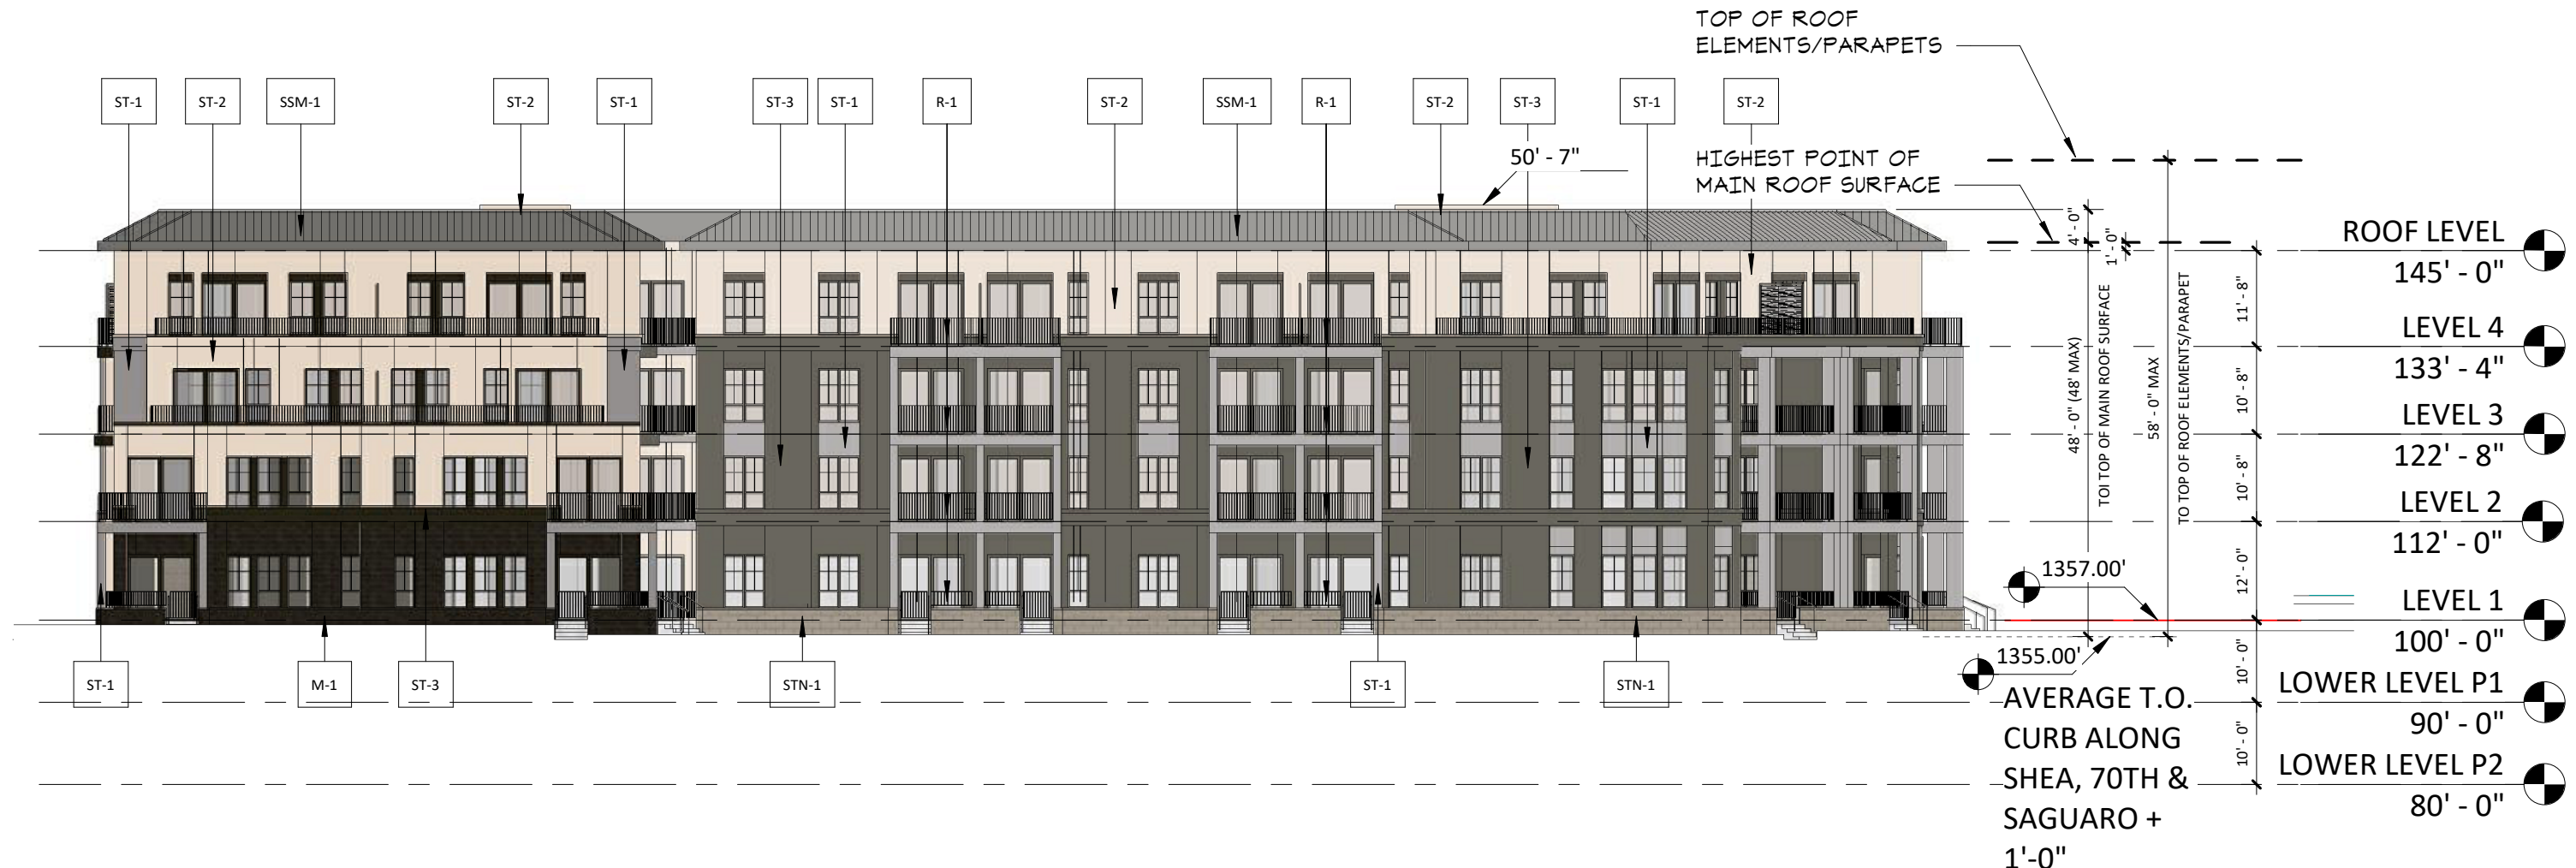 TOP OF ROOF
ELEMENTS/PARAPETS
ST-1
ST-2
SSM-1
ST-2
ST-1
ST-3
ST-1
R-1
ST-2
SSM-1
R-1
ST-2
ST-3
ST-1
ST-2
50' - 7"
HIGHEST POINT OF
MAIN ROOF SURFACE
4' - 0"
1' - 0"
48' - 0" (48' MAX)
TOI TOP OF MAIN ROOF SURFACE
58' - 0" MAX
TO TOP OF ROOF ELEMENTS/PARAPET
11' - 8"
10' - 8"
10' - 8"
12' - 0"
10' - 0"
10' - 0"
ROOF LEVEL
145' - 0"
LEVEL 4
133' - 4"
LEVEL 3
122' - 8"
LEVEL 2
112' - 0"
LEVEL 1
100' - 0"
LOWER LEVEL P1
90' - 0"
LOWER LEVEL P2
80' - 0"
1357.00'
1355.00'
AVERAGE T.O.
CURB ALONG
SHEA, 70TH &
SAGUARO +
1'-0"
ST-1
M-1
ST-3
STN-1
ST-1
STN-1